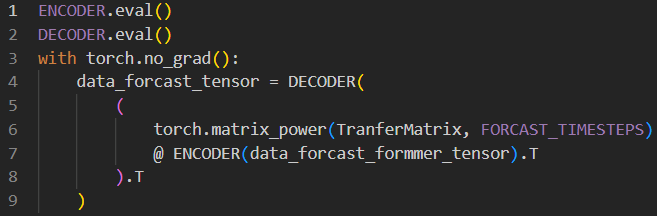 1 ENCODER.eval()
2 DECODER.eval()
3 with torch.no_grad():
4     data_forcast_tensor = DECODER(
5         (
6             torch.matrix_power(TranferMatrix, FORCAST_TIMESTEPS)
7             @ ENCODER(data_forcast_formmer_tensor).T
8         ).T
9     )